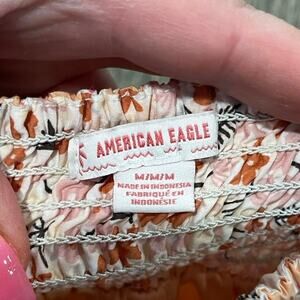 AMERICAN EAGLE
M/M/M
MADE IN INDONESIA
FABRIQUÉ EN
INDONÉSIE